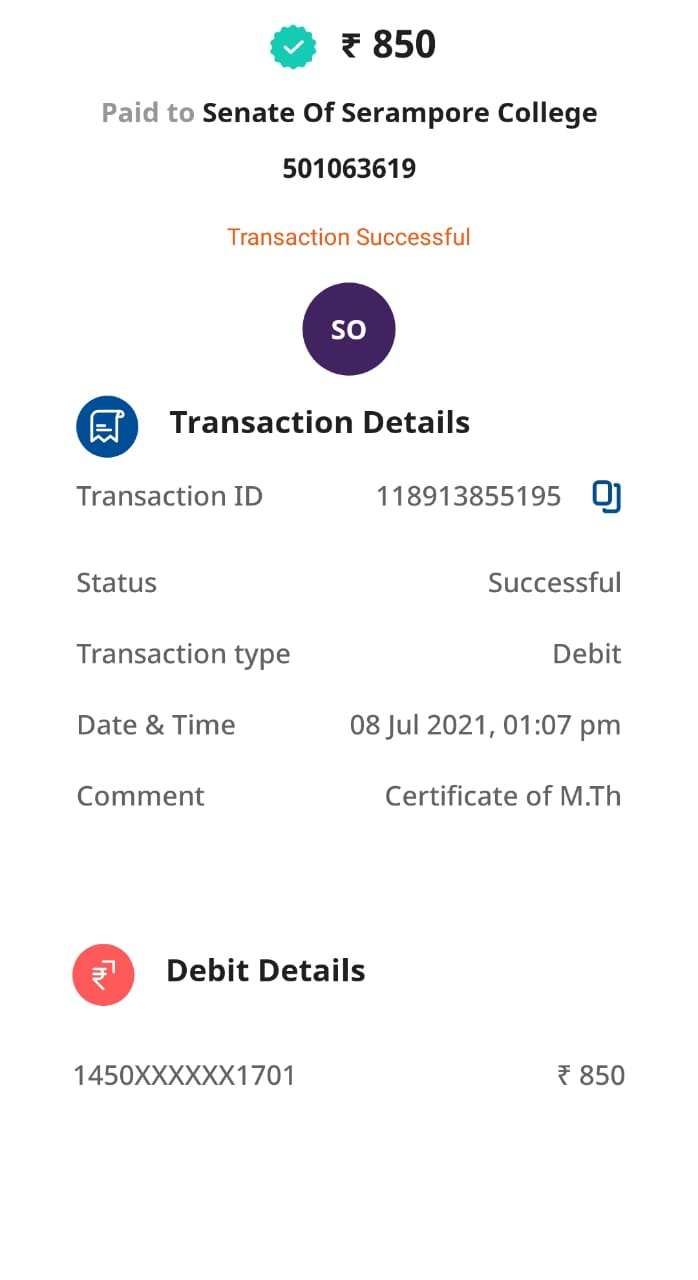 ₹ 850
Paid to Senate Of Serampore College
501063619
Transaction Successful
SO
Transaction Details
Transaction ID 118913855195
Status Successful
Transaction type Debit
Date & Time 08 Jul 2021, 01:07 pm
Comment Certificate of M.Th
Debit Details
1450XXXXXX1701 ₹ 850